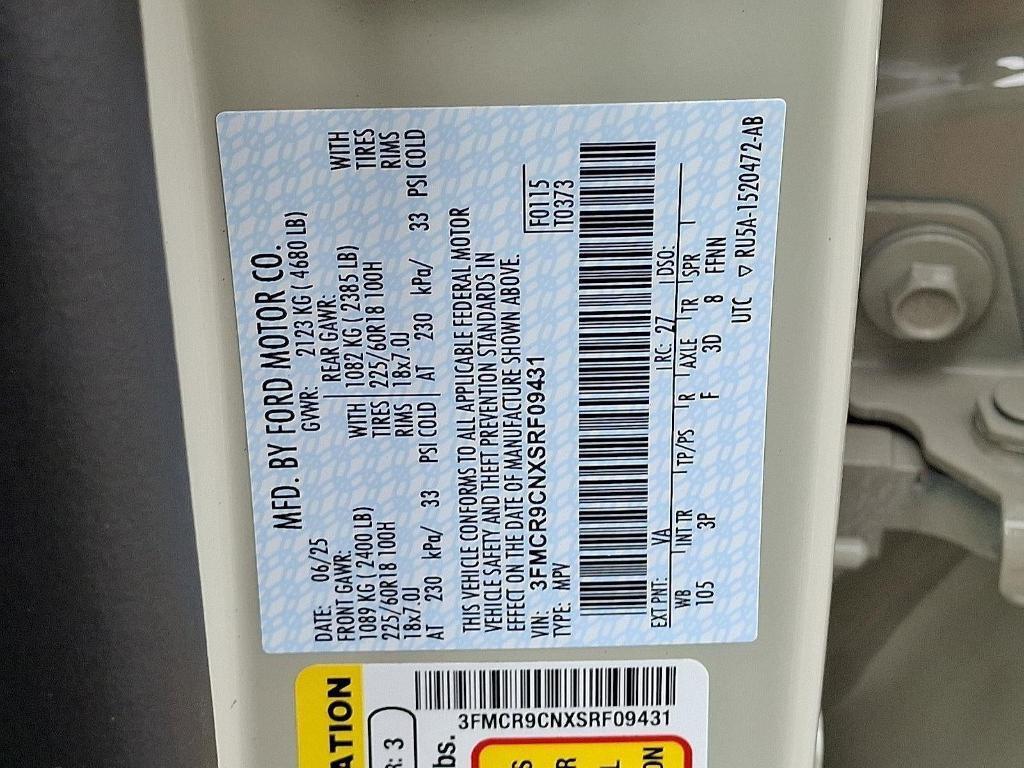 MFD. BY FORD MOTOR CO.
DATE: 06/25 GVWR: 2123 KG ( 4680 LB)
FRONT GAWR: REAR GAWR:
1089 KG ( 2400 LB) WITH 1082 KG ( 2385 LB) WITH
225/60R18 100H TIRES 225/60R18 100H TIRES
18x7.0J RIMS 18x7.0J RIMS
AT 230 kPa/ 33 PSI COLD AT 230 kPa/ 33 PSI COLD
THIS VEHICLE CONFORMS TO ALL APPLICABLE FEDERAL MOTOR
VEHICLE SAFETY AND THEFT PREVENTION STANDARDS IN
EFFECT ON THE DATE OF MANUFACTURE SHOWN ABOVE.
VIN: 3FMCR9CNXSRF09431
TYPE: MPV
F0115
T0373
EXT PNT: YA RC: 27 DSO:
WB INT TR TP/PS R AXLE TR SPR
105 3P F 3D 8 FFNN
UTC ▽ RU5A-1520472-AB
ATION
R: 3
lbs.
3FMCR9CNXSRF09431
S
R
L
ON